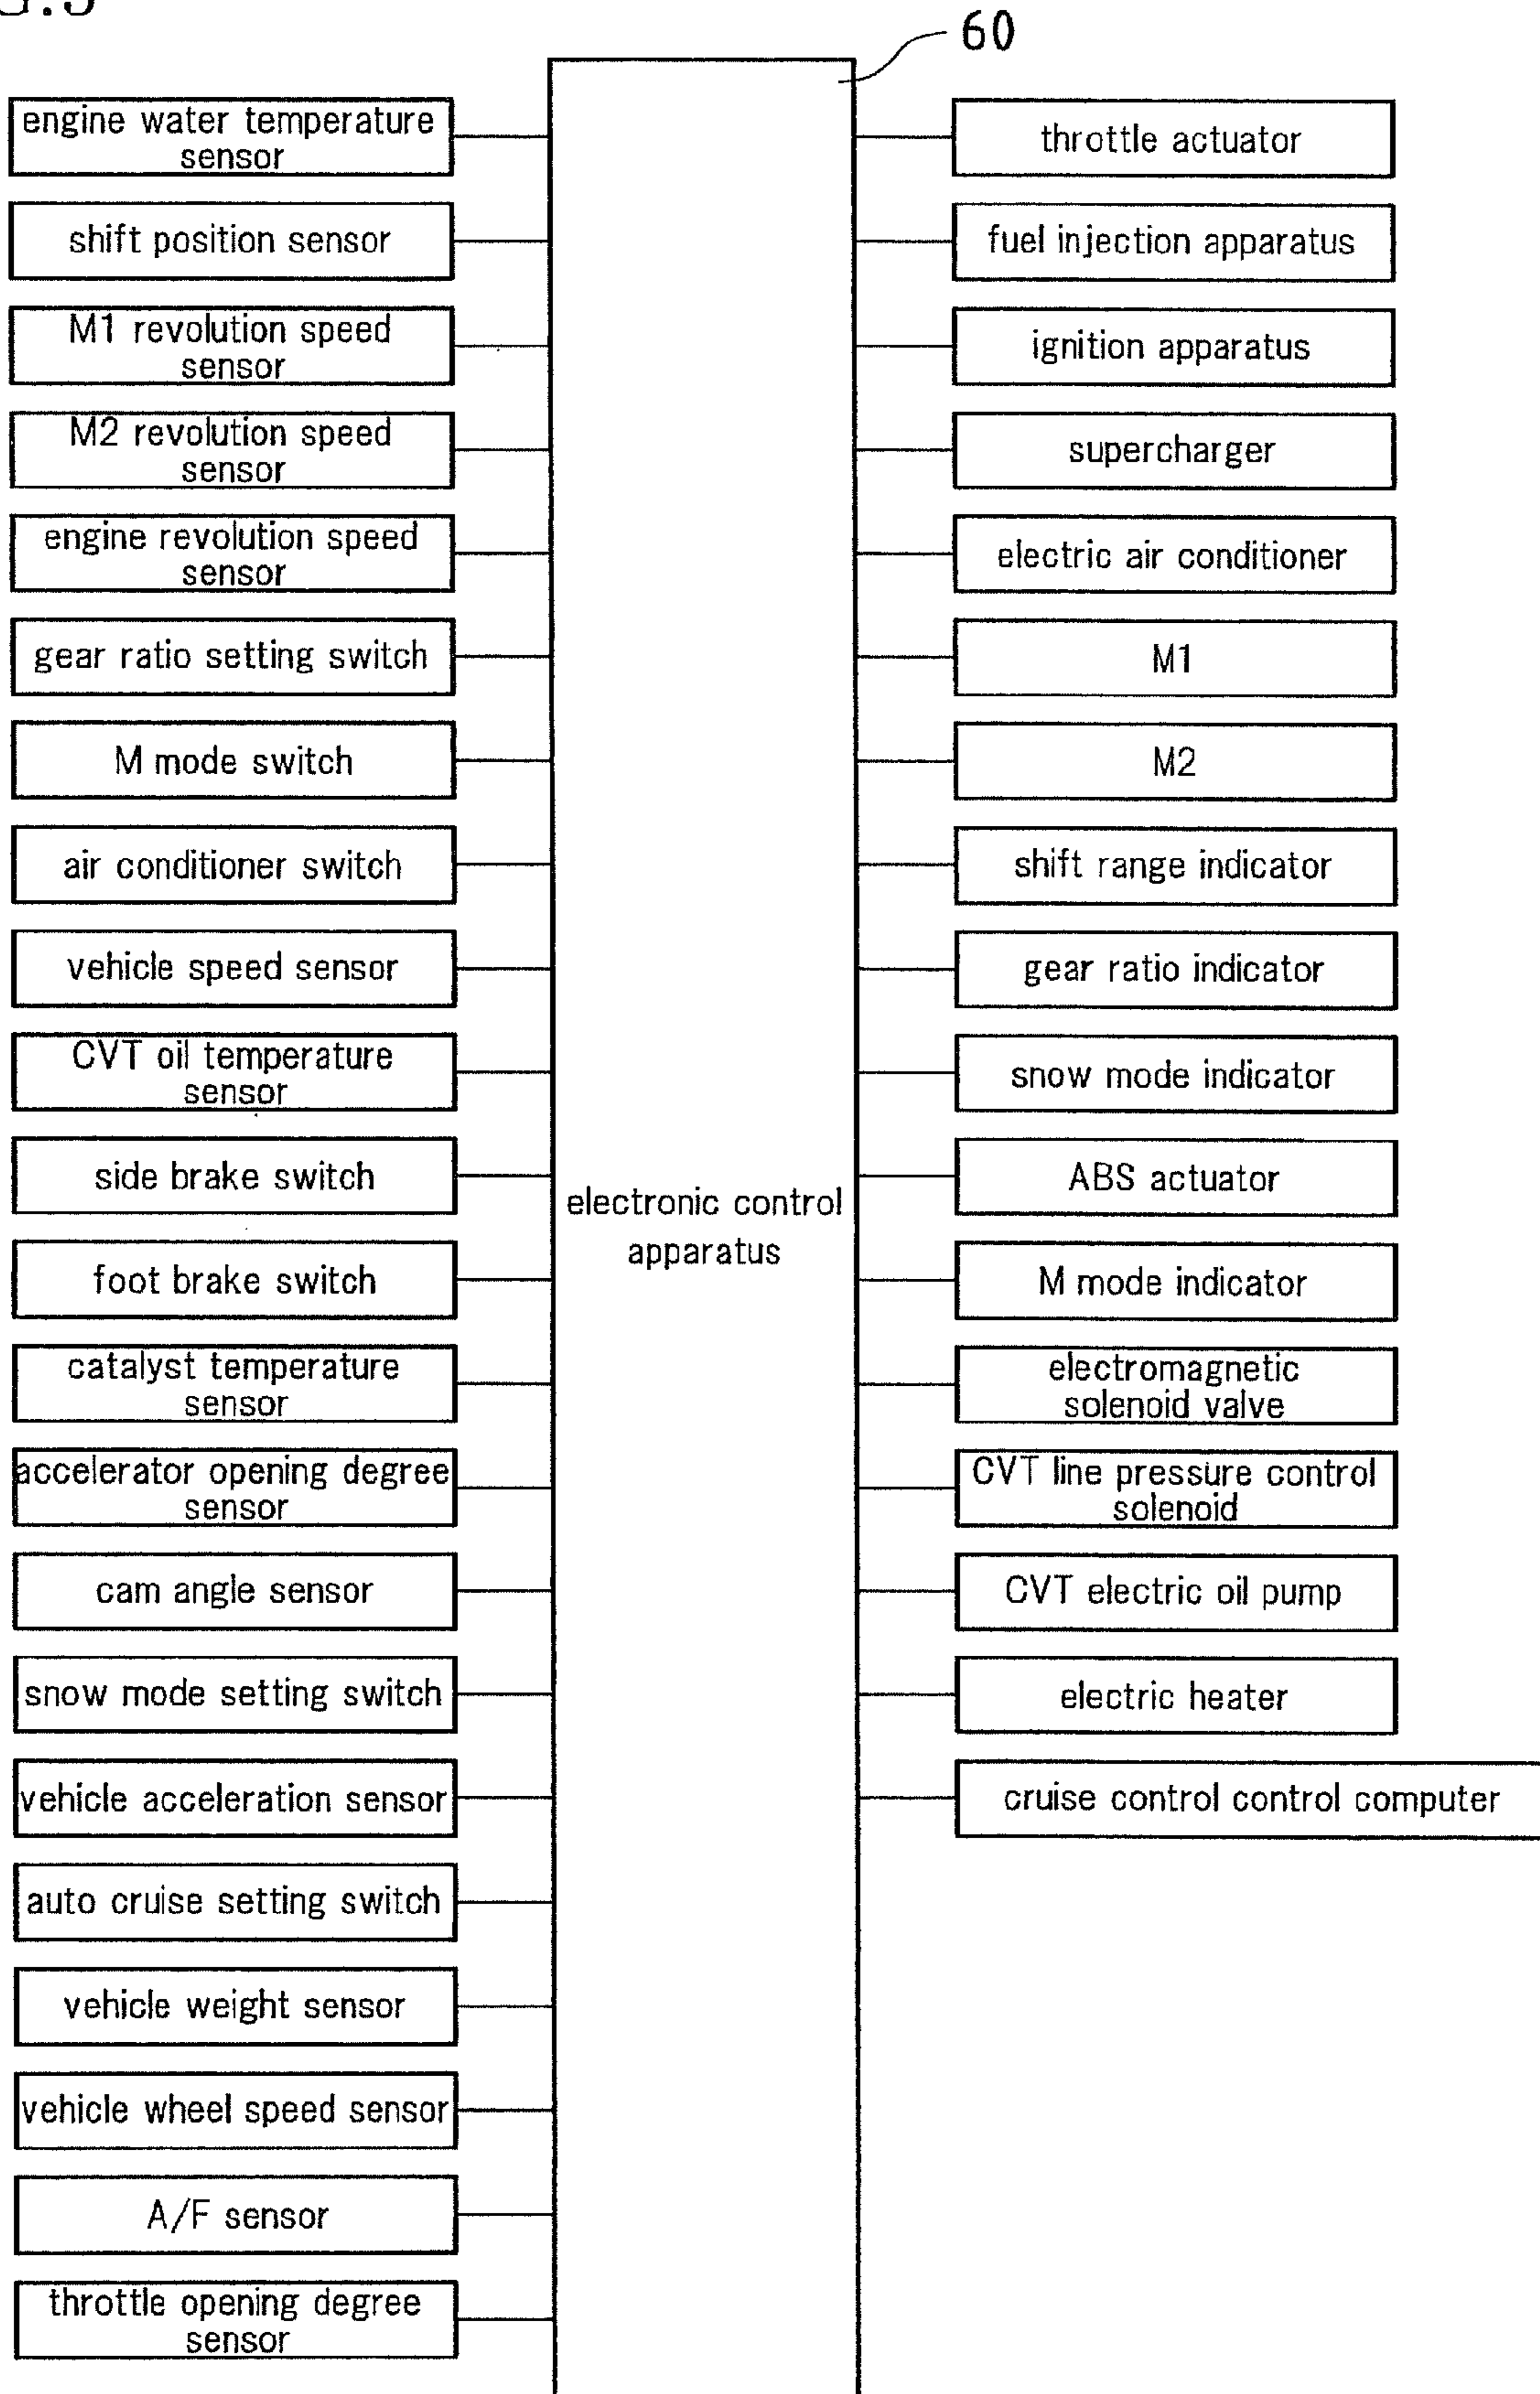 60
engine water temperature
sensor
shift position sensor
M1 revolution speed
sensor
M2 revolution speed
sensor
engine revolution speed
sensor
gear ratio setting switch
M mode switch
air conditioner switch
vehicle speed sensor
CVT oil temperature
sensor
side brake switch
foot brake switch
catalyst temperature
sensor
accelerator opening degree
sensor
cam angle sensor
snow mode setting switch
vehicle acceleration sensor
auto cruise setting switch
vehicle weight sensor
vehicle wheel speed sensor
A/F sensor
throttle opening degree
sensor
electronic control
apparatus
throttle actuator
fuel injection apparatus
ignition apparatus
supercharger
electric air conditioner
M1
M2
shift range indicator
gear ratio indicator
snow mode indicator
ABS actuator
M mode indicator
electromagnetic
solenoid valve
CVT line pressure control
solenoid
CVT electric oil pump
electric heater
cruise control control computer